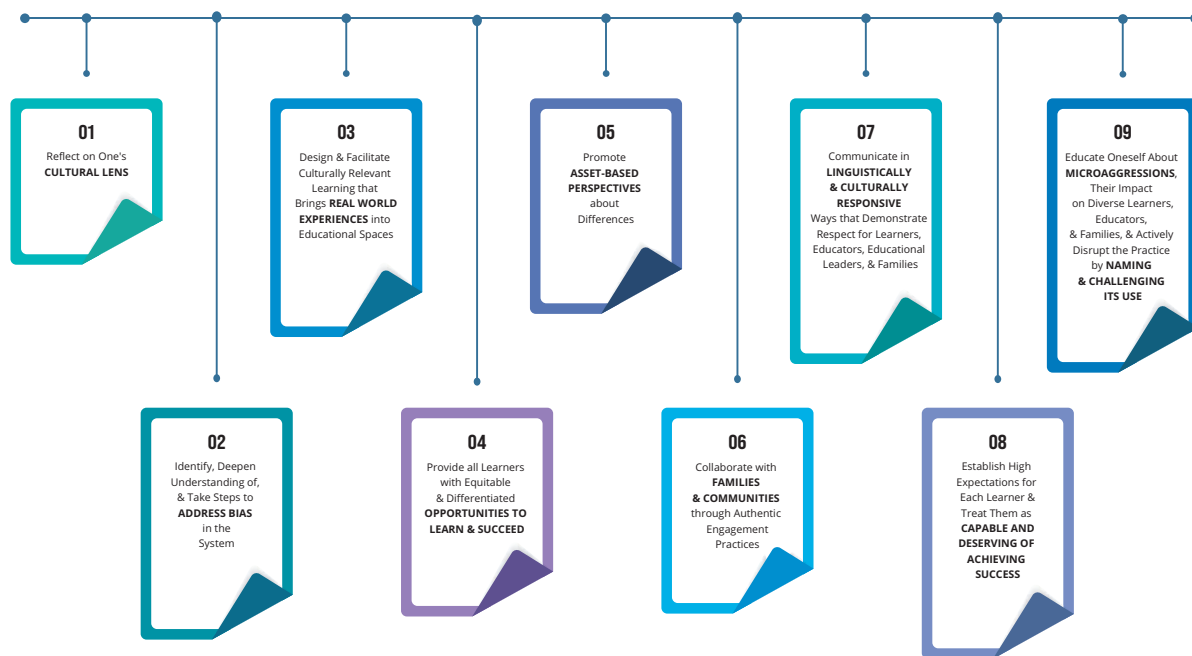 01
Reflect on One's
CULTURAL LENS
02
Identify, Deepen
Understanding of,
& Take Steps to
ADDRESS BIAS
in the
System
03
Design & Facilitate
Culturally Relevant
Learning that
Brings REAL WORLD
EXPERIENCES into
Educational Spaces
04
Provide all Learners
with Equitable
& Differentiated
OPPORTUNITIES TO
LEARN & SUCCEED
05
Promote
ASSET-BASED
PERSPECTIVES
about
Differences
06
Collaborate with
FAMILIES
& COMMUNITIES
through Authentic
Engagement
Practices
07
Communicate in
LINGUISTICALLY
& CULTURALLY
RESPONSIVE
Ways that Demonstrate
Respect for Learners,
Educators, Educational
Leaders, & Families
08
Establish High
Expectations for
Each Learner &
Treat Them as
CAPABLE AND
DESERVING OF
ACHIEVING
SUCCESS
09
Educate Oneself About
MICROAGGRESSIONS,
Their Impact
on Diverse Learners,
Educators,
& Families, & Actively
Disrupt the Practice
by NAMING
& CHALLENGING
ITS USE